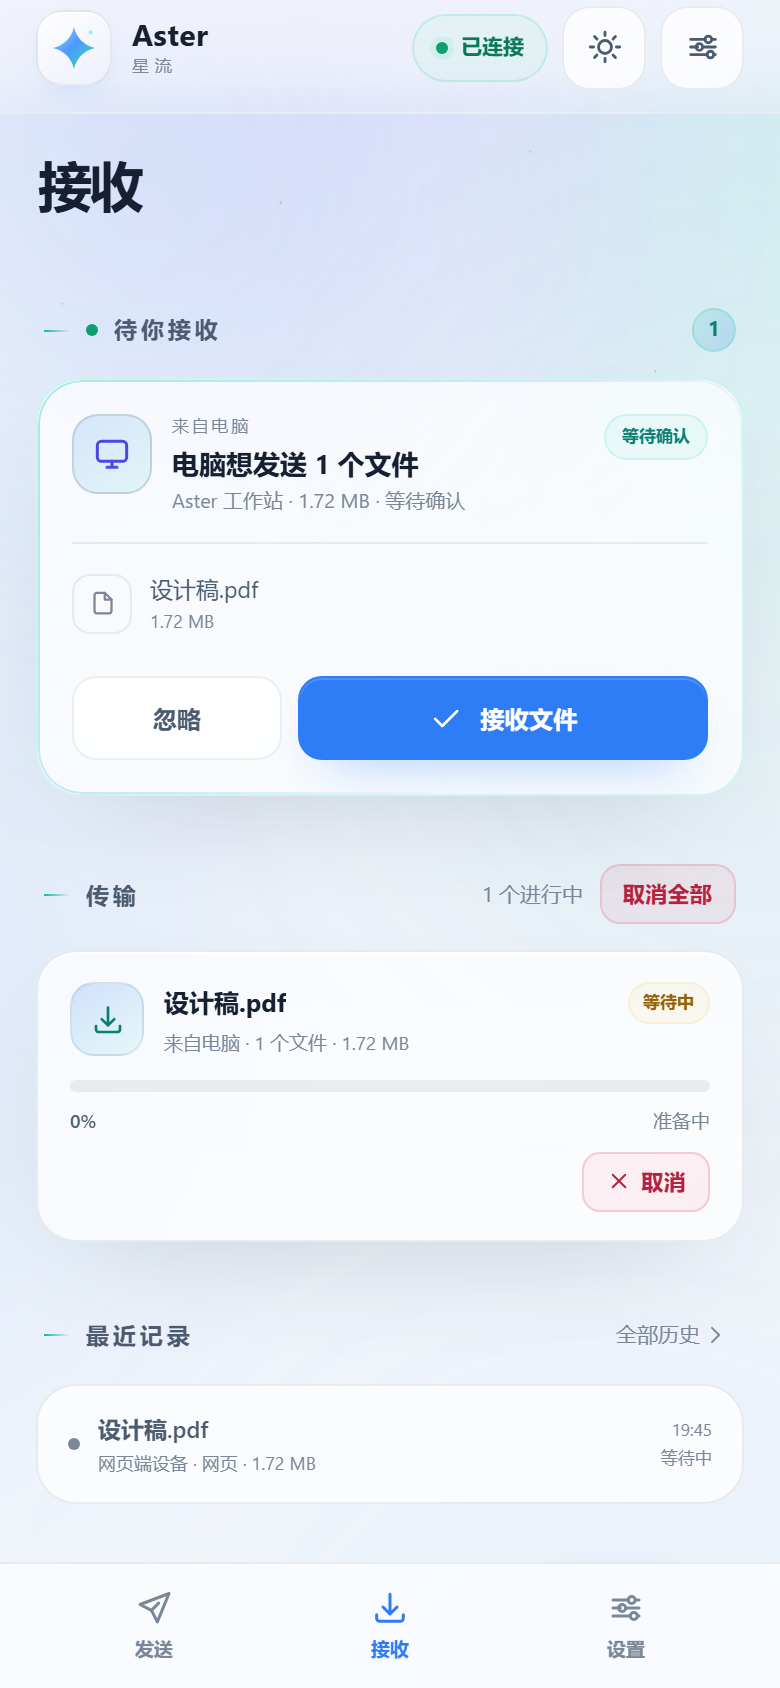 Aster
星流
已连接
接收
待你接收
1
来自电脑
电脑想发送 1 个文件
Aster 工作站 · 1.72 MB · 等待确认
等待确认
设计稿.pdf
1.72 MB
忽略
接收文件
传输
1 个进行中
取消全部
设计稿.pdf
来自电脑 · 1 个文件 · 1.72 MB
等待中
0%
准备中
取消
最近记录
全部历史
设计稿.pdf
网页端设备 · 网页 · 1.72 MB
19:45
等待中
发送
接收
设置